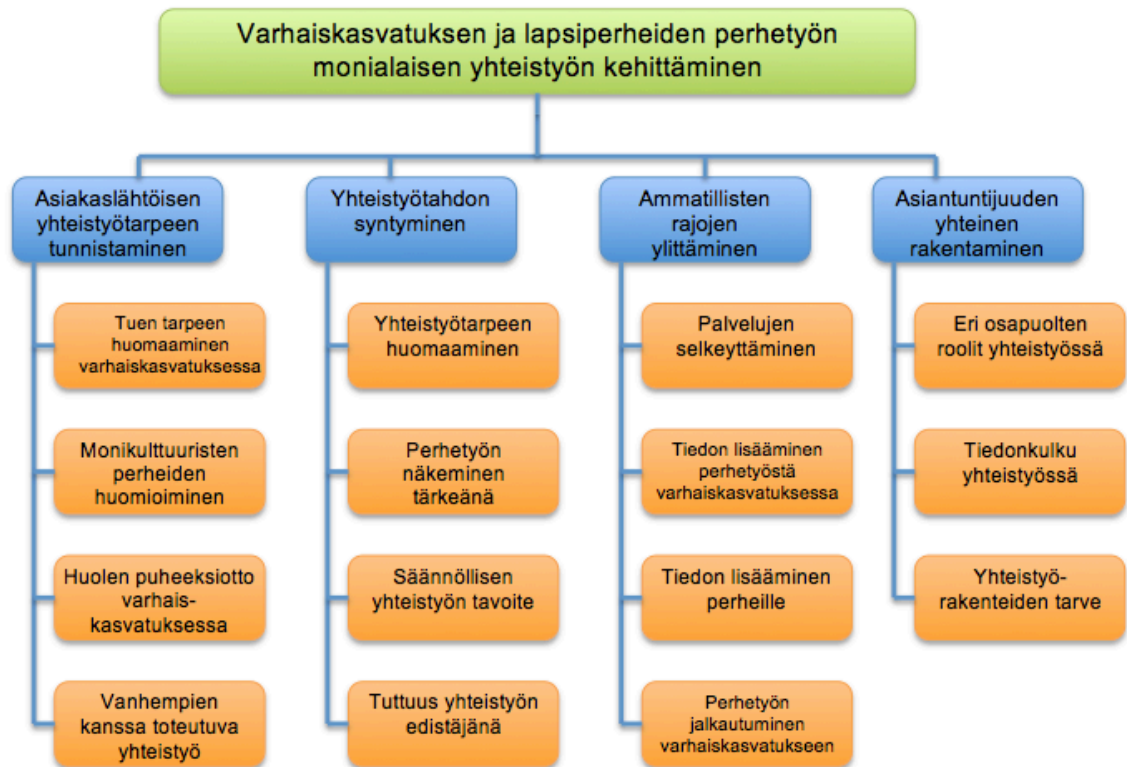 Varhaiskasvatuksen ja lapsiperheiden perhetyön
monialaisen yhteistyön kehittäminen
Asiakaslähtöisen
yhteistyötarpeen
tunnistaminen
Yhteistyötahdon
syntyminen
Ammatillisten
rajojen
ylittäminen
Asiantuntijuuden
yhteinen
rakentaminen
Tuen tarpeen
huomaaminen
varhaiskasvatuksessa
Yhteistyötarpeen
huomaaminen
Palvelujen
selkeyttäminen
Eri osapuolten
roolit yhteistyössä
Monikulttuuristen
perheiden
huomioiminen
Perhetyön
näkeminen
tärkeänä
Tiedon lisääminen
perhetyöstä
varhaiskasvatuksessa
Tiedonkulku
yhteistyössä
Huolen puheeksiotto
varhais-
kasvatuksessa
Säännöllisen
yhteistyön tavoite
Tiedon lisääminen
perheille
Yhteistyö-
rakenteiden tarve
Vanhempien
kanssa toteutuva
yhteistyö
Tuttuus yhteistyön
edistäjänä
Perhetyön
jalkautuminen
varhaiskasvatukseen